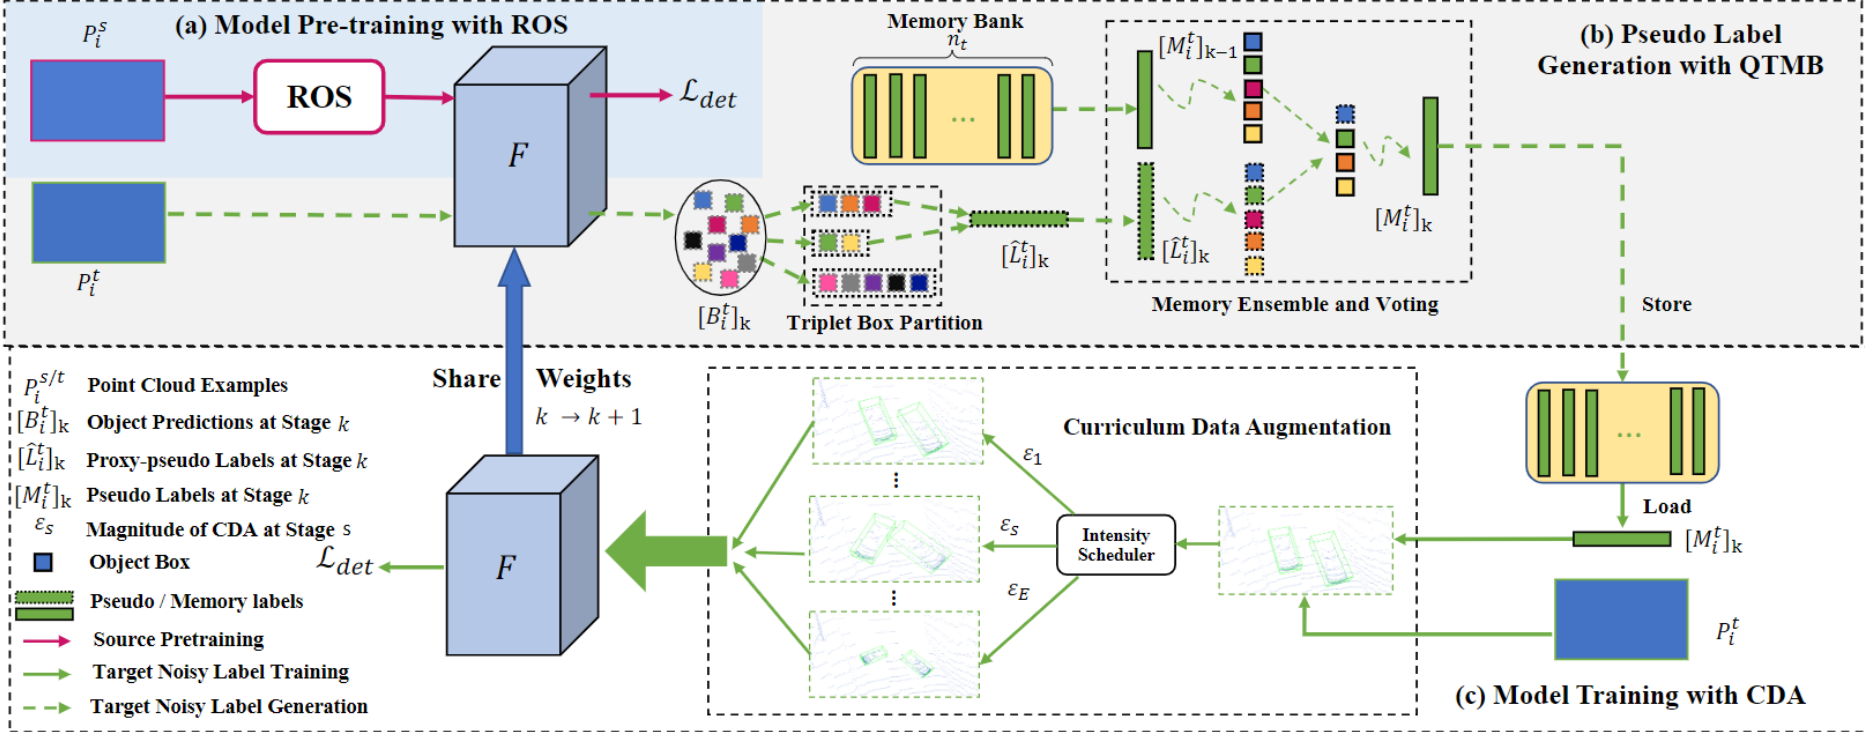 (a) Model Pre-training with ROS
P_i^s
ROS
F
ℒ_det
P_i^t
Memory Bank
n_t
...
[M_i^t]_{k−1}
(b) Pseudo Label
Generation with QTMB
[B_i^t]_k
Triplet Box Partition
[L̂_i^t]_k
[L̂_i^t]_k
[M_i^t]_k
Memory Ensemble and Voting
Store
P_i^{s/t} Point Cloud Examples
[B_i^t]_k Object Predictions at Stage k
[L̂_i^t]_k Proxy-pseudo Labels at Stage k
[M_i^t]_k Pseudo Labels at Stage k
ε_s Magnitude of CDA at Stage s
Object Box
Pseudo / Memory labels
Source Pretraining
Target Noisy Label Training
Target Noisy Label Generation
Share Weights
k → k + 1
F
ℒ_det
Curriculum Data Augmentation
ε_1
ε_s
ε_E
Intensity
Scheduler
...
Load
[M_i^t]_k
P_i^t
(c) Model Training with CDA